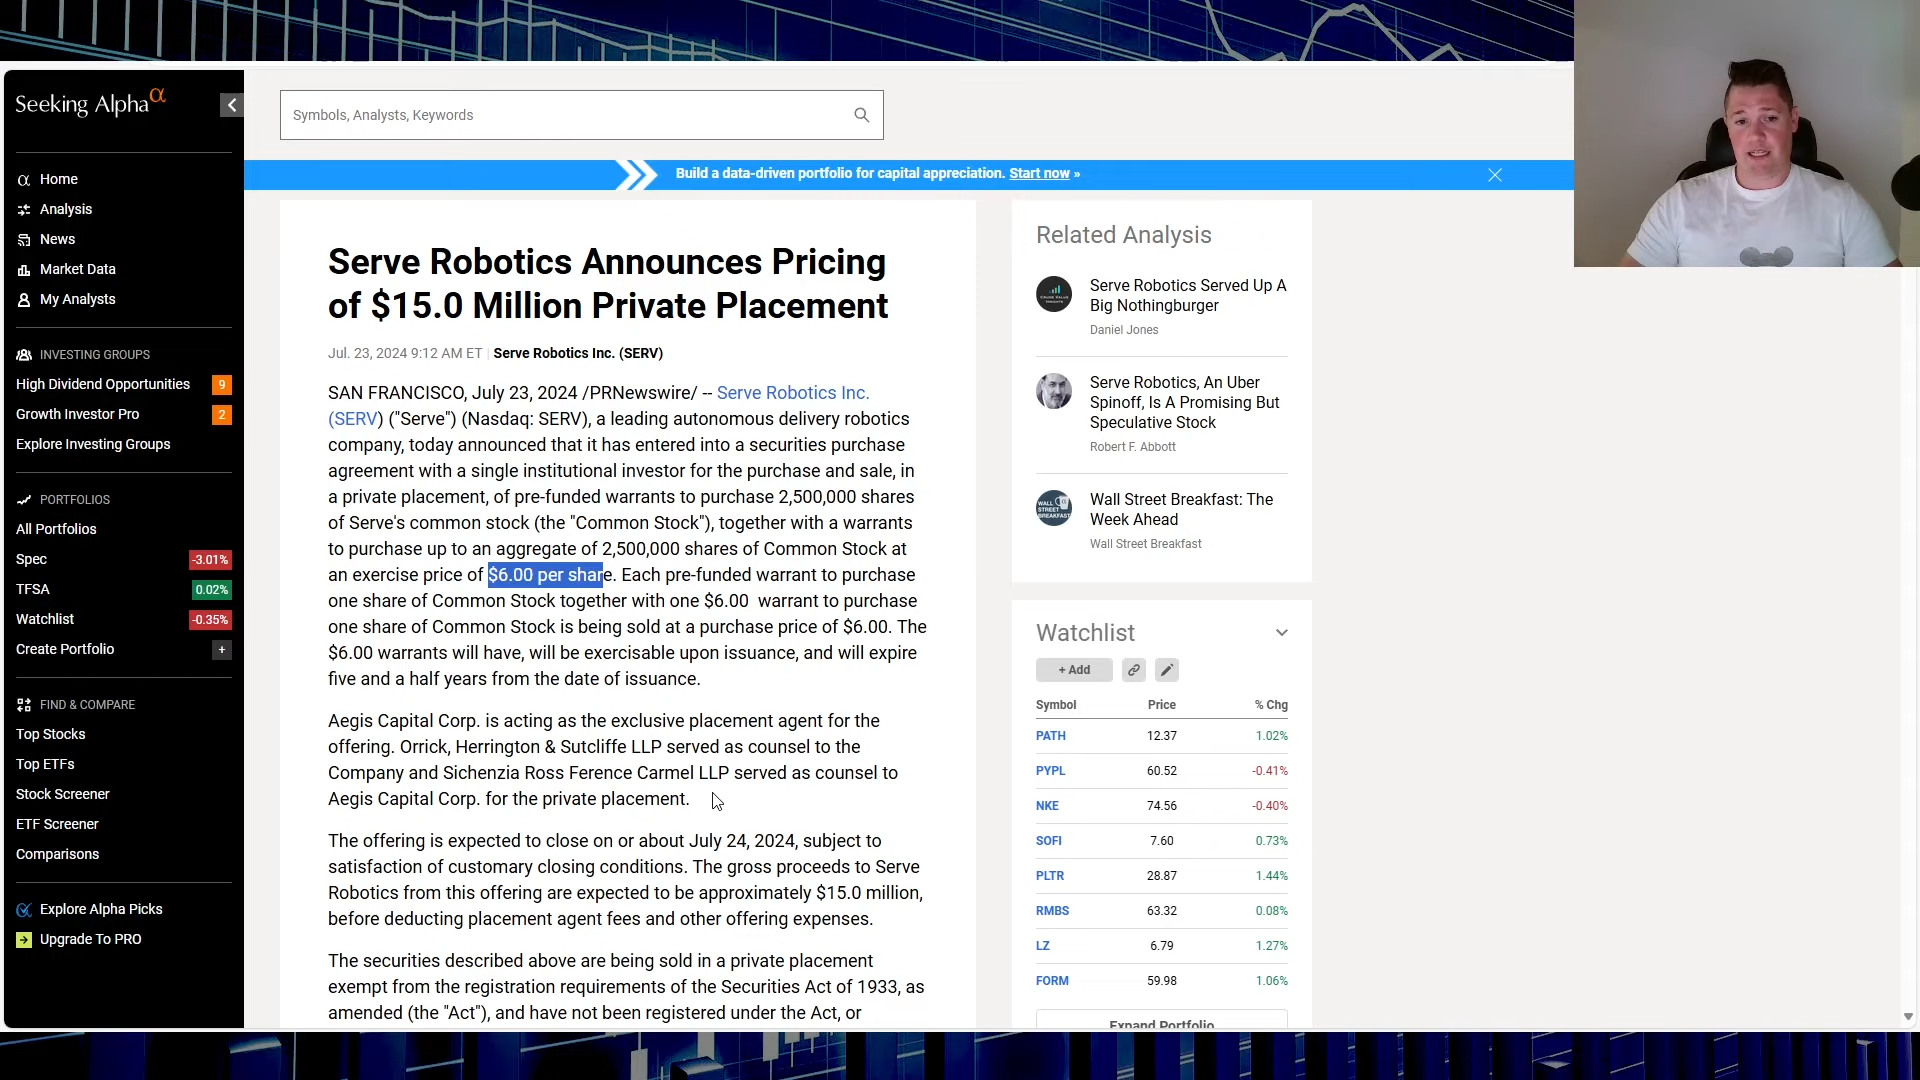 Seeking Alpha α
Symbols, Analysts, Keywords
Build a data-driven portfolio for capital appreciation. Start now »
Home
Analysis
News
Market Data
My Analysts
INVESTING GROUPS
High Dividend Opportunities 9
Growth Investor Pro 2
Explore Investing Groups
PORTFOLIOS
All Portfolios
Spec -3.01%
TFSA 0.02%
Watchlist -0.35%
Create Portfolio +
FIND & COMPARE
Top Stocks
Top ETFs
Stock Screener
ETF Screener
Comparisons
Explore Alpha Picks
Upgrade To PRO
Serve Robotics Announces Pricing
of $15.0 Million Private Placement
Jul. 23, 2024 9:12 AM ET | Serve Robotics Inc. (SERV)
SAN FRANCISCO, July 23, 2024 /PRNewswire/ -- Serve Robotics Inc.
(SERV) ("Serve") (Nasdaq: SERV), a leading autonomous delivery robotics
company, today announced that it has entered into a securities purchase
agreement with a single institutional investor for the purchase and sale, in
a private placement, of pre-funded warrants to purchase 2,500,000 shares
of Serve's common stock (the "Common Stock"), together with a warrants
to purchase up to an aggregate of 2,500,000 shares of Common Stock at
an exercise price of $6.00 per share. Each pre-funded warrant to purchase
one share of Common Stock together with one $6.00 warrant to purchase
one share of Common Stock is being sold at a purchase price of $6.00. The
$6.00 warrants will have, will be exercisable upon issuance, and will expire
five and a half years from the date of issuance.
Aegis Capital Corp. is acting as the exclusive placement agent for the
offering. Orrick, Herrington & Sutcliffe LLP served as counsel to the
Company and Sichenzia Ross Ference Carmel LLP served as counsel to
Aegis Capital Corp. for the private placement.
The offering is expected to close on or about July 24, 2024, subject to
satisfaction of customary closing conditions. The gross proceeds to Serve
Robotics from this offering are expected to be approximately $15.0 million,
before deducting placement agent fees and other offering expenses.
The securities described above are being sold in a private placement
exempt from the registration requirements of the Securities Act of 1933, as
amended (the "Act"), and have not been registered under the Act, or
Related Analysis
Serve Robotics Served Up A
Big Nothingburger
Daniel Jones
Serve Robotics, An Uber
Spinoff, Is A Promising But
Speculative Stock
Robert F. Abbott
WALL
STREET
BREAKFAST
Wall Street Breakfast: The
Week Ahead
Wall Street Breakfast
Watchlist
+ Add
Symbol Price % Chg
PATH 12.37 1.02%
PYPL 60.52 -0.41%
NKE 74.56 -0.40%
SOFI 7.60 0.73%
PLTR 28.87 1.44%
RMBS 63.32 0.08%
LZ 6.79 1.27%
FORM 59.98 1.06%
Expand Portfolio